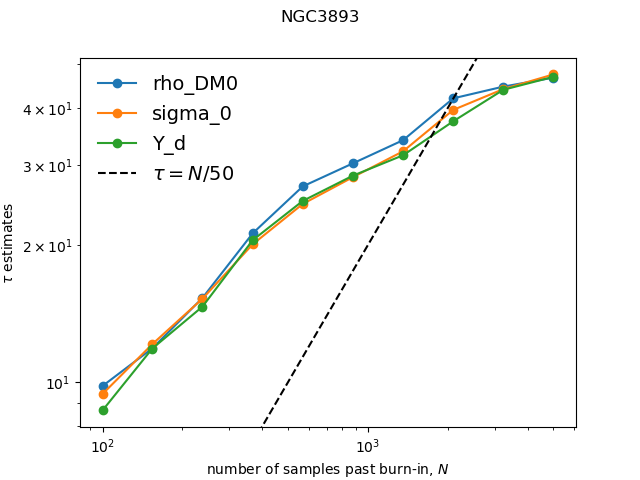 NGC3893
rho_DM0
sigma_0
Y_d
τ = N/50
4 × 10¹
3 × 10¹
2 × 10¹
10¹
τ estimates
10² 10³
number of samples past burn-in, N